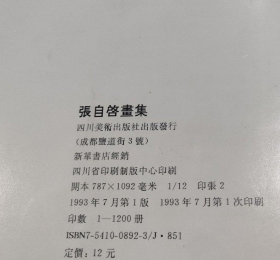 張自啓畫集
四川美術出版社出版發行
(成都鹽道街3號)
新華書店經銷
四川省印刷制版中心印刷
開本787×1092毫米 1/12 印張2
1993年7月第1版 1993年7月第1次印刷
印數1—1200册
ISBN7-5410-0892-3/J·851
定價:12元